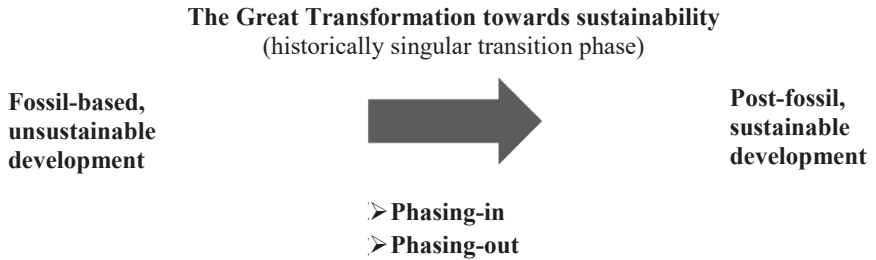 The Great Transformation towards sustainability
(historically singular transition phase)
Fossil-based,
unsustainable
development
Post-fossil,
sustainable
development
➢ Phasing-in
➢ Phasing-out